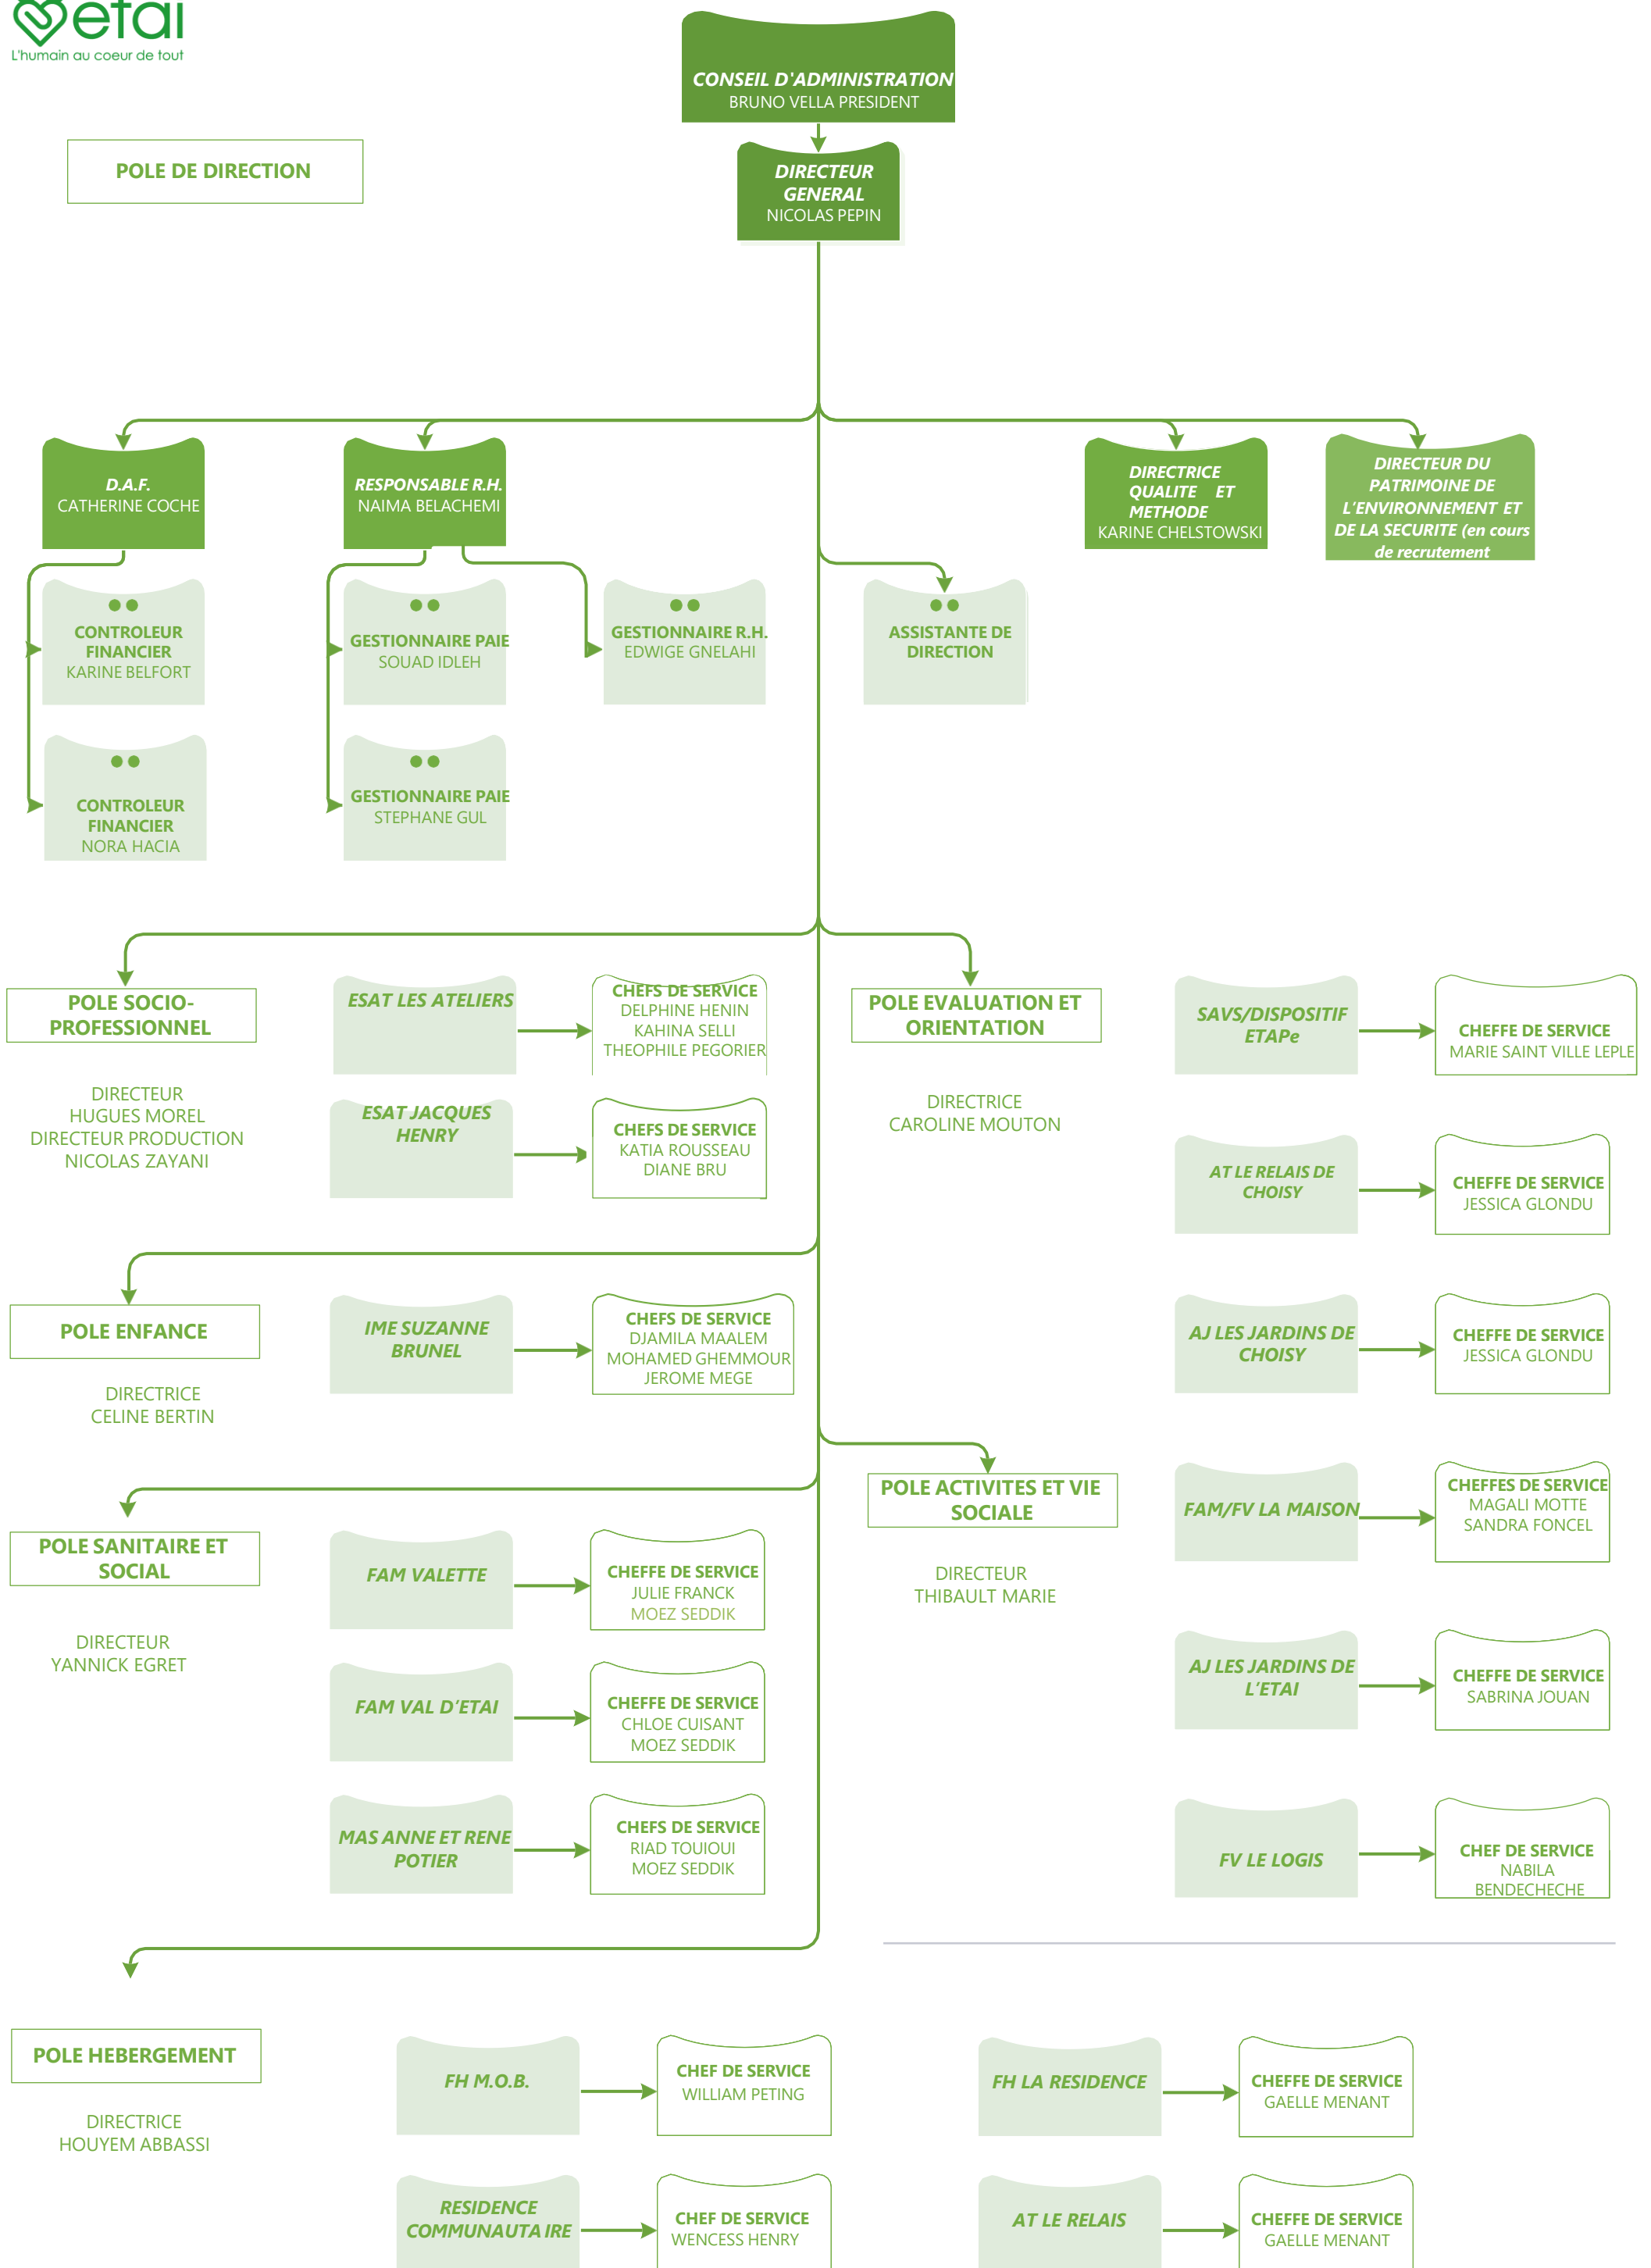 etai
L'humain au coeur de tout
CONSEIL D'ADMINISTRATION
BRUNO VELLA PRESIDENT
POLE DE DIRECTION
DIRECTEUR
GENERAL
NICOLAS PEPIN
D.A.F.
CATHERINE COCHE
RESPONSABLE R.H.
NAIMA BELACHEMI
DIRECTRICE
QUALITE ET
METHODE
KARINE CHELSTOWSKI
DIRECTEUR DU
PATRIMOINE DE
L'ENVIRONNEMENT ET
DE LA SECURITE (en cours
de recrutement
CONTROLEUR
FINANCIER
KARINE BELFORT
GESTIONNAIRE PAIE
SOUAD IDLEH
GESTIONNAIRE R.H.
EDWIGE GNELAHI
ASSISTANTE DE
DIRECTION
CONTROLEUR
FINANCIER
NORA HACIA
GESTIONNAIRE PAIE
STEPHANE GUL
POLE SOCIO-
PROFESSIONNEL
DIRECTEUR
HUGUES MOREL
DIRECTEUR PRODUCTION
NICOLAS ZAYANI
ESAT LES ATELIERS
CHEFS DE SERVICE
DELPHINE HENIN
KAHINA SELLI
THEOPHILE PEGORIER
ESAT JACQUES
HENRY
CHEFS DE SERVICE
KATIA ROUSSEAU
DIANE BRU
POLE EVALUATION ET
ORIENTATION
DIRECTRICE
CAROLINE MOUTON
SAVS/DISPOSITIF
ETAPe
CHEFFE DE SERVICE
MARIE SAINT VILLE LEPLE
AT LE RELAIS DE
CHOISY
CHEFFE DE SERVICE
JESSICA GLONDU
AJ LES JARDINS DE
CHOISY
CHEFFE DE SERVICE
JESSICA GLONDU
POLE ENFANCE
DIRECTRICE
CELINE BERTIN
IME SUZANNE
BRUNEL
CHEFS DE SERVICE
DJAMILA MAALEM
MOHAMED GHEMMOUR
JEROME MEGE
POLE ACTIVITES ET VIE
SOCIALE
DIRECTEUR
THIBAULT MARIE
FAM/FV LA MAISON
CHEFFES DE SERVICE
MAGALI MOTTE
SANDRA FONCEL
AJ LES JARDINS DE
L'ETAI
CHEFFE DE SERVICE
SABRINA JOUAN
FV LE LOGIS
CHEF DE SERVICE
NABILA
BENDECHECHE
POLE SANITAIRE ET
SOCIAL
DIRECTEUR
YANNICK EGRET
FAM VALETTE
CHEFFE DE SERVICE
JULIE FRANCK
MOEZ SEDDIK
FAM VAL D'ETAI
CHEFFE DE SERVICE
CHLOE CUISANT
MOEZ SEDDIK
MAS ANNE ET RENE
POTIER
CHEFS DE SERVICE
RIAD TOUIOUI
MOEZ SEDDIK
POLE HEBERGEMENT
DIRECTRICE
HOUYEM ABBASSI
FH M.O.B.
CHEF DE SERVICE
WILLIAM PETING
FH LA RESIDENCE
CHEFFE DE SERVICE
GAELLE MENANT
RESIDENCE
COMMUNAUTA IRE
CHEF DE SERVICE
WENCESS HENRY
AT LE RELAIS
CHEFFE DE SERVICE
GAELLE MENANT